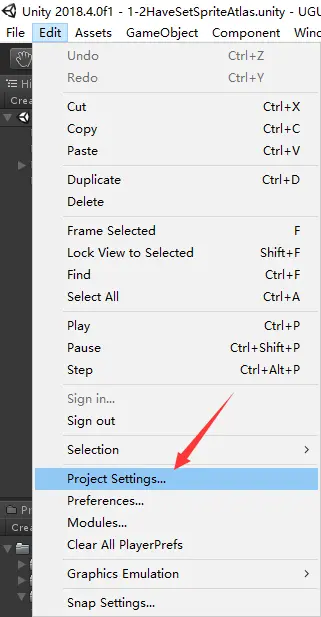 Unity 2018.4.0f1 - 1-2HaveSetSpriteAtlas.unity - UGU
File Edit Assets GameObject Component Wind
Undo Ctrl+Z
Redo Ctrl+Y
Cut Ctrl+X
Copy Ctrl+C
Paste Ctrl+V
Duplicate Ctrl+D
Delete
Frame Selected F
Lock View to Selected Shift+F
Find Ctrl+F
Select All Ctrl+A
Play Ctrl+P
Pause Ctrl+Shift+P
Step Ctrl+Alt+P
Sign in...
Sign out
Selection
Project Settings...
Preferences...
Modules...
Clear All PlayerPrefs
Graphics Emulation
Snap Settings...
Hi
Crea
Pr
Crea